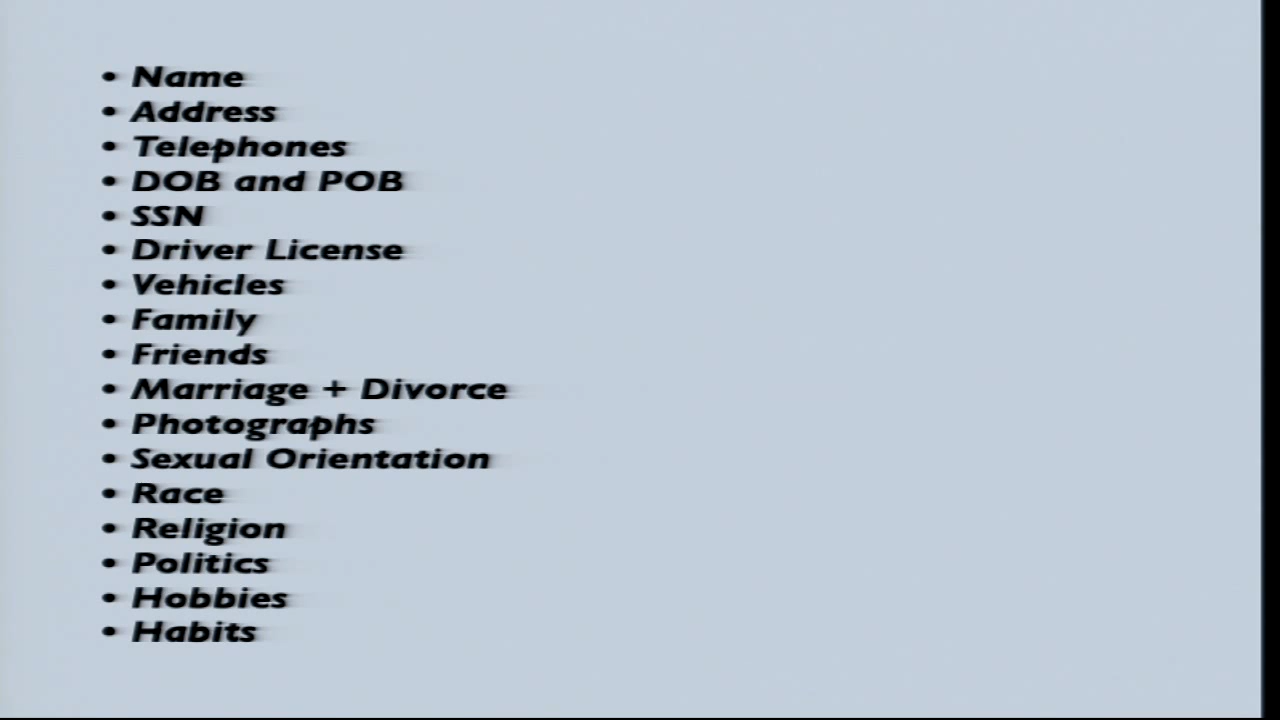 • Name
• Address
• Telephones
• DOB and POB
• SSN
• Driver License
• Vehicles
• Family
• Friends
• Marriage + Divorce
• Photographs
• Sexual Orientation
• Race
• Religion
• Politics
• Hobbies
• Habits